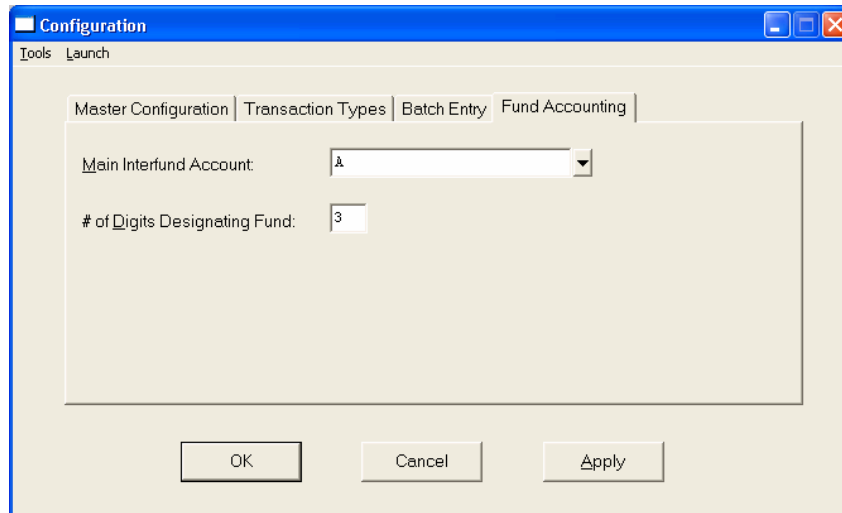 Configuration
Tools Launch
Master Configuration Transaction Types Batch Entry Fund Accounting
Main Interfund Account: A
# of Digits Designating Fund: 3
OK Cancel Apply